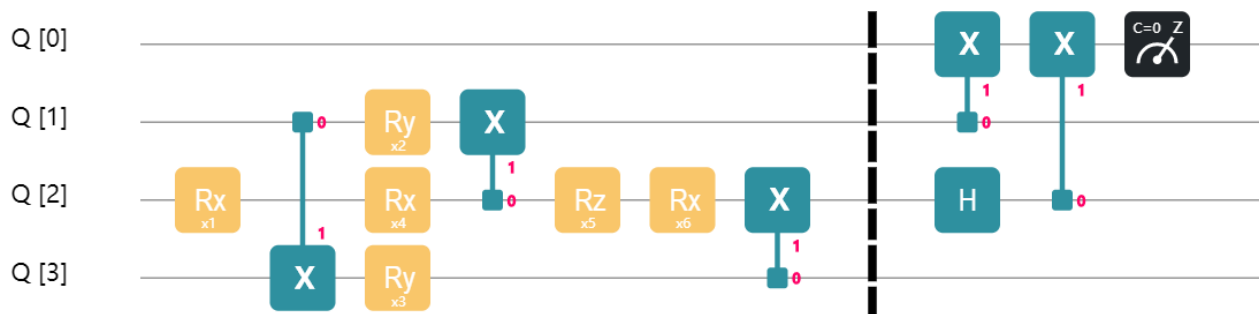 Q [0] X X C=0 Z
1 1
Q [1] 0 Ry x2 X 0
1
Q [2] Rx x1 Rx x4 0 Rz x5 Rx x6 X H 0
1 1
Q [3] X Ry x3 0